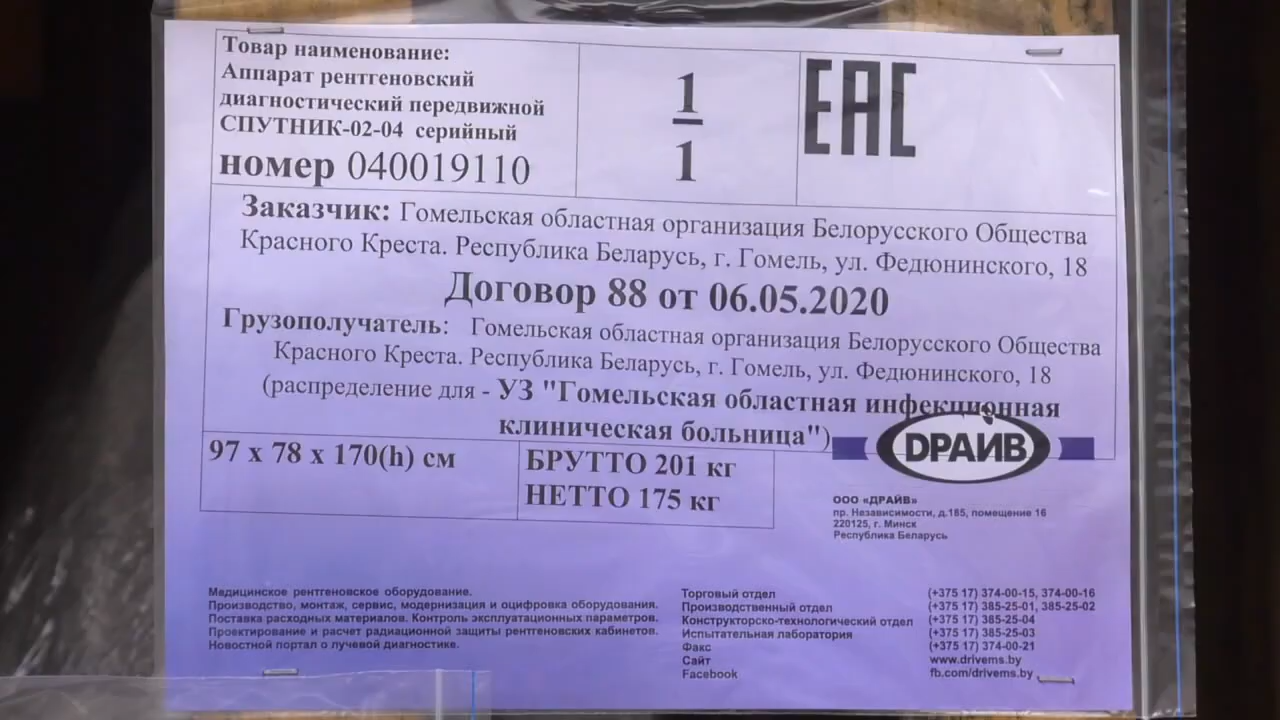 Товар наименование:
Аппарат рентгеновский
диагностический передвижной
СПУТНИК-02-04 серийный
номер 040019110
1
1
EAC
Заказчик: Гомельская областная организация Белорусского Общества
Красного Креста. Республика Беларусь, г. Гомель, ул. Федюнинского, 18
Договор 88 от 06.05.2020
Грузополучатель: Гомельская областная организация Белорусского Общества
Красного Креста. Республика Беларусь, г. Гомель, ул. Федюнинского, 18
(распределение для - УЗ "Гомельская областная инфекционная
клиническая больница")
97 x 78 x 170(h) см
БРУТТО 201 кг
НЕТТО 175 кг
DРАЙВ
ООО «ДРАЙВ»
пр. Независимости, д.185, помещение 16
220125, г. Минск
Республика Беларусь
Медицинское рентгеновское оборудование.
Производство, монтаж, сервис, модернизация и оцифровка оборудования.
Поставка расходных материалов. Контроль эксплуатационных параметров.
Проектирование и расчет радиационной защиты рентгеновских кабинетов.
Новостной портал о лучевой диагностике.
Торговый отдел (+375 17) 374-00-15, 374-00-16
Производственный отдел (+375 17) 385-25-01, 385-25-02
Конструкторско-технологический отдел (+375 17) 385-25-04
Испытательная лаборатория (+375 17) 385-25-03
Факс (+375 17) 374-00-21
Сайт www.drivems.by
Facebook fb.com/drivems.by